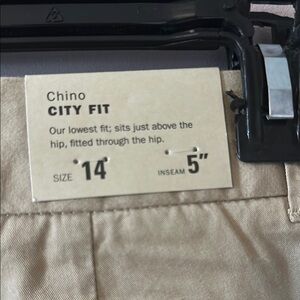 Chino
CITY FIT
Our lowest fit; sits just above the
hip, fitted through the hip.
SIZE 14 INSEAM 5"